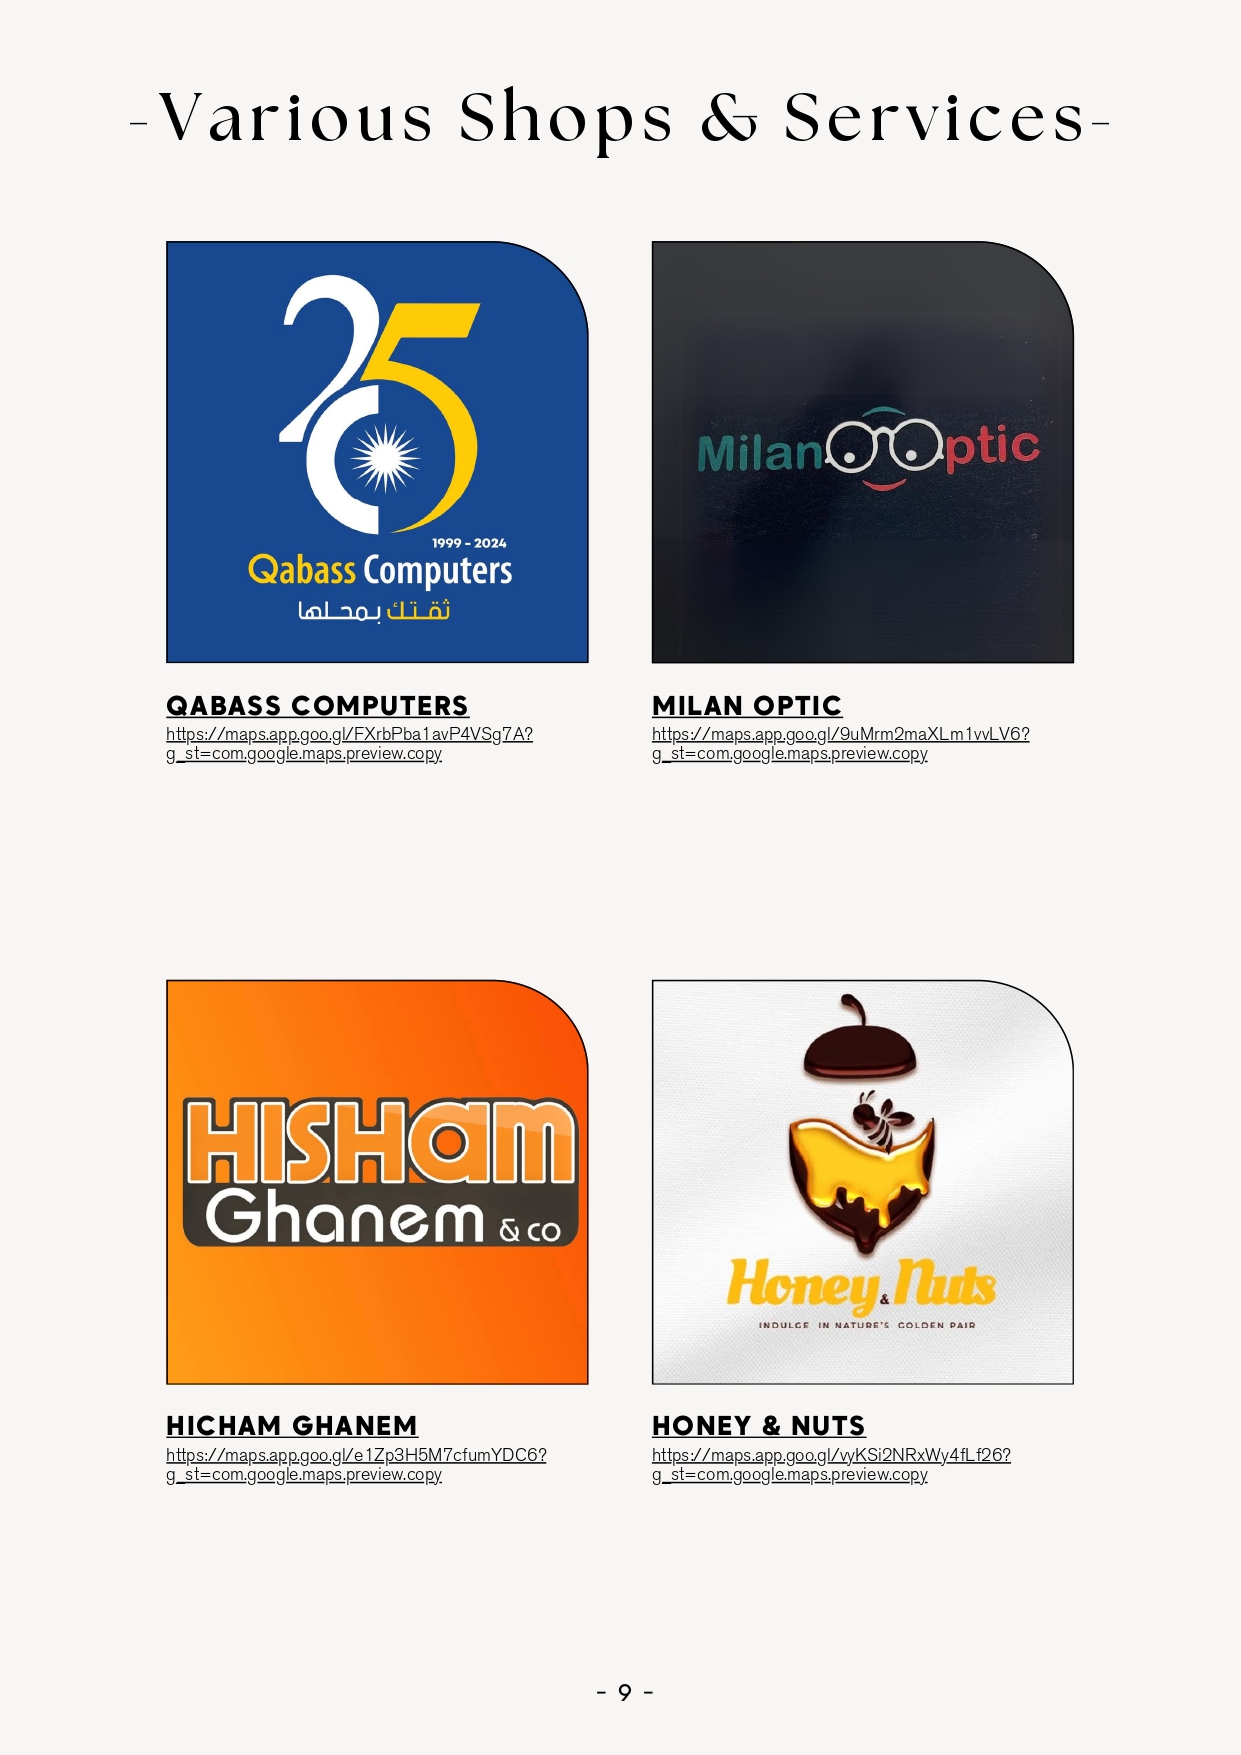 -Various Shops & Services-
25
1999 - 2024
Qabass Computers
ثقتك بمحلها
Milan Optic
QABASS COMPUTERS
https://maps.app.goo.gl/FXrbPba1avP4VSg7A?
g_st=com.google.maps.preview.copy
MILAN OPTIC
https://maps.app.goo.gl/9uMrm2maXLm1vvLV6?
g_st=com.google.maps.preview.copy
HISHam
Ghanem & co
Honey & Nuts
INDULGE IN NATURE'S GOLDEN PAIR
HICHAM GHANEM
https://maps.app.goo.gl/e1Zp3H5M7cfumYDC6?
g_st=com.google.maps.preview.copy
HONEY & NUTS
https://maps.app.goo.gl/vyKSi2NRxWy4fLf26?
g_st=com.google.maps.preview.copy
- 9 -